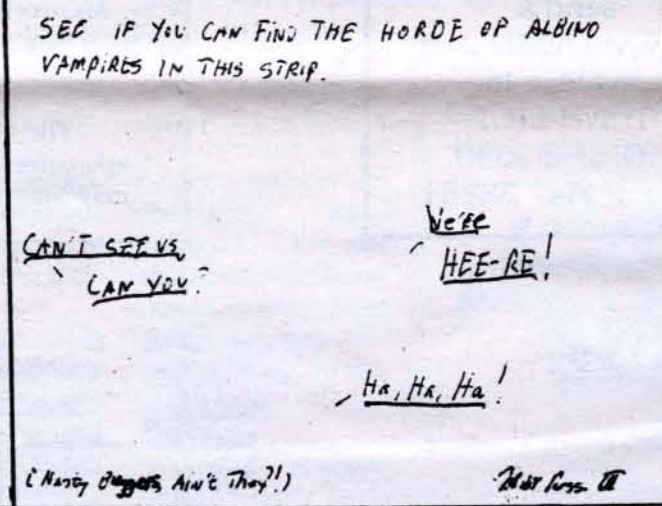 SEE IF YOU CAN FIND THE HORDE OF ALBINO
VAMPIRES IN THIS STRIP.
CAN'T SEE US
CAN YOU?
WE'RE
HEE-RE!
Ha, Ha, Ha!
(Nasty Buggers Ain't They?!)
III